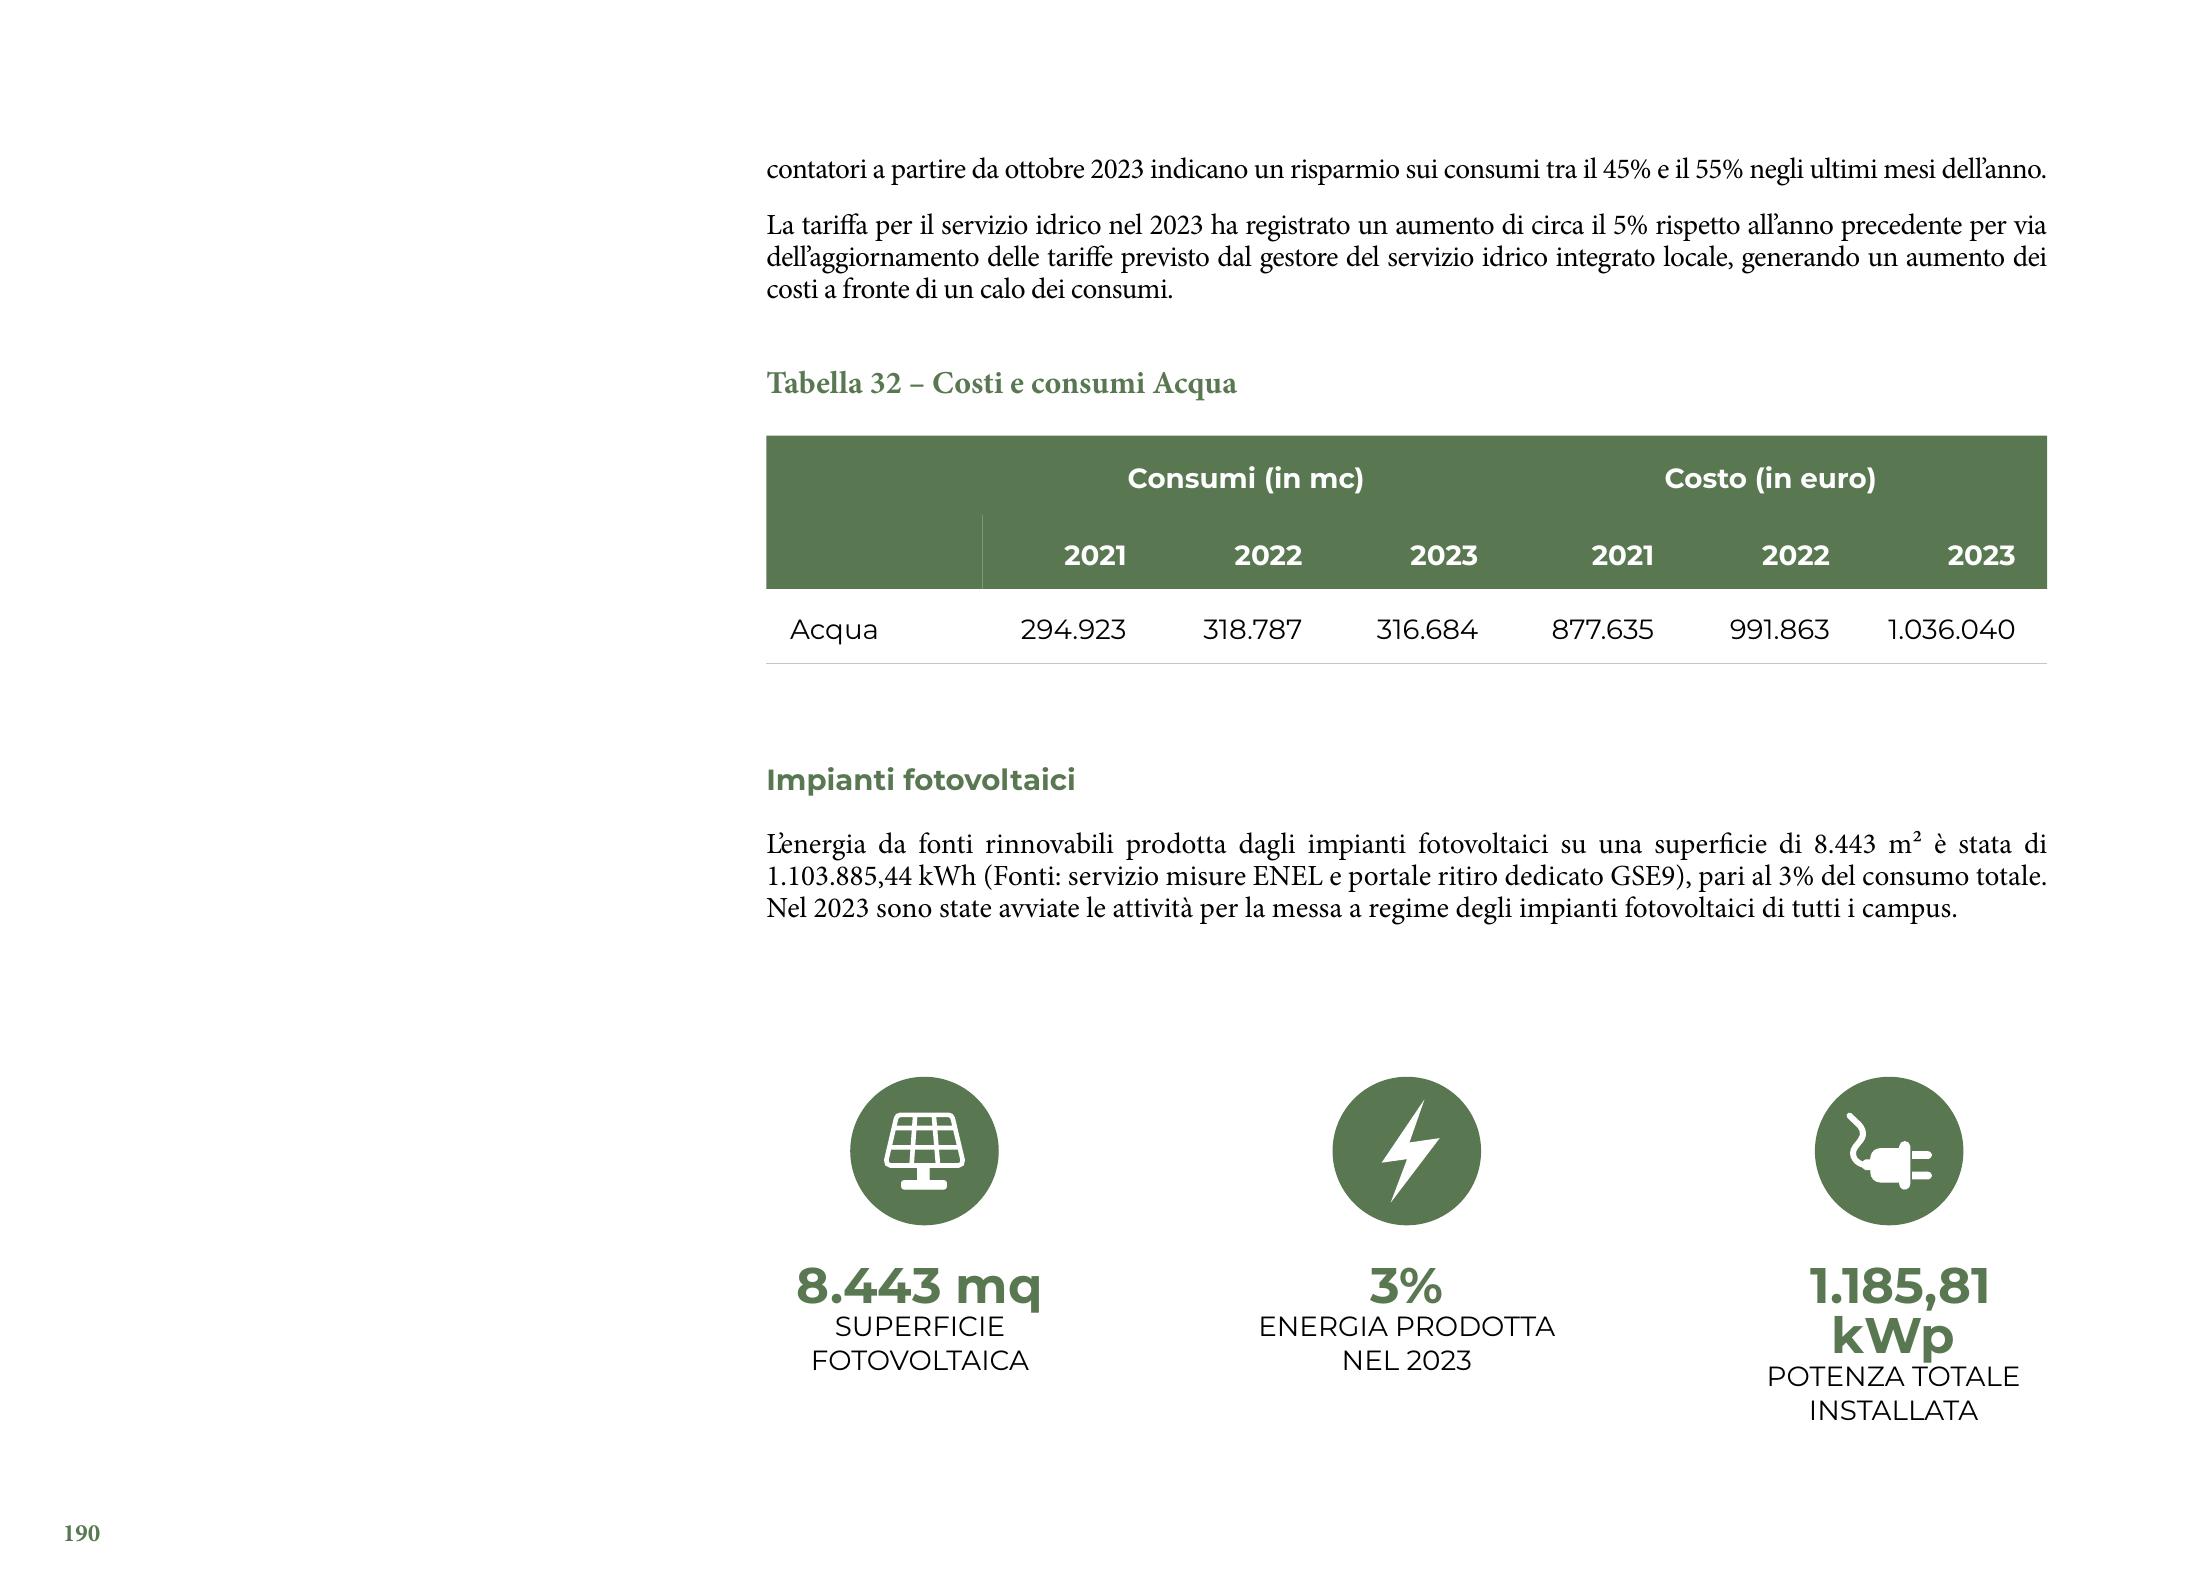 contatori a partire da ottobre 2023 indicano un risparmio sui consumi tra il 45% e il 55% negli ultimi mesi dell’anno.
La tariffa per il servizio idrico nel 2023 ha registrato un aumento di circa il 5% rispetto all’anno precedente per via
dell’aggiornamento delle tariffe previsto dal gestore del servizio idrico integrato locale, generando un aumento dei
costi a fronte di un calo dei consumi.
Tabella 32 – Costi e consumi Acqua
Consumi (in mc) Costo (in euro)
2021 2022 2023 2021 2022 2023
Acqua 294.923 318.787 316.684 877.635 991.863 1.036.040
Impianti fotovoltaici
L’energia da fonti rinnovabili prodotta dagli impianti fotovoltaici su una superficie di 8.443 m² è stata di
1.103.885,44 kWh (Fonti: servizio misure ENEL e portale ritiro dedicato GSE9), pari al 3% del consumo totale.
Nel 2023 sono state avviate le attività per la messa a regime degli impianti fotovoltaici di tutti i campus.
8.443 mq
SUPERFICIE
FOTOVOLTAICA
3%
ENERGIA PRODOTTA
NEL 2023
1.185,81
kWp
POTENZA TOTALE
INSTALLATA
190